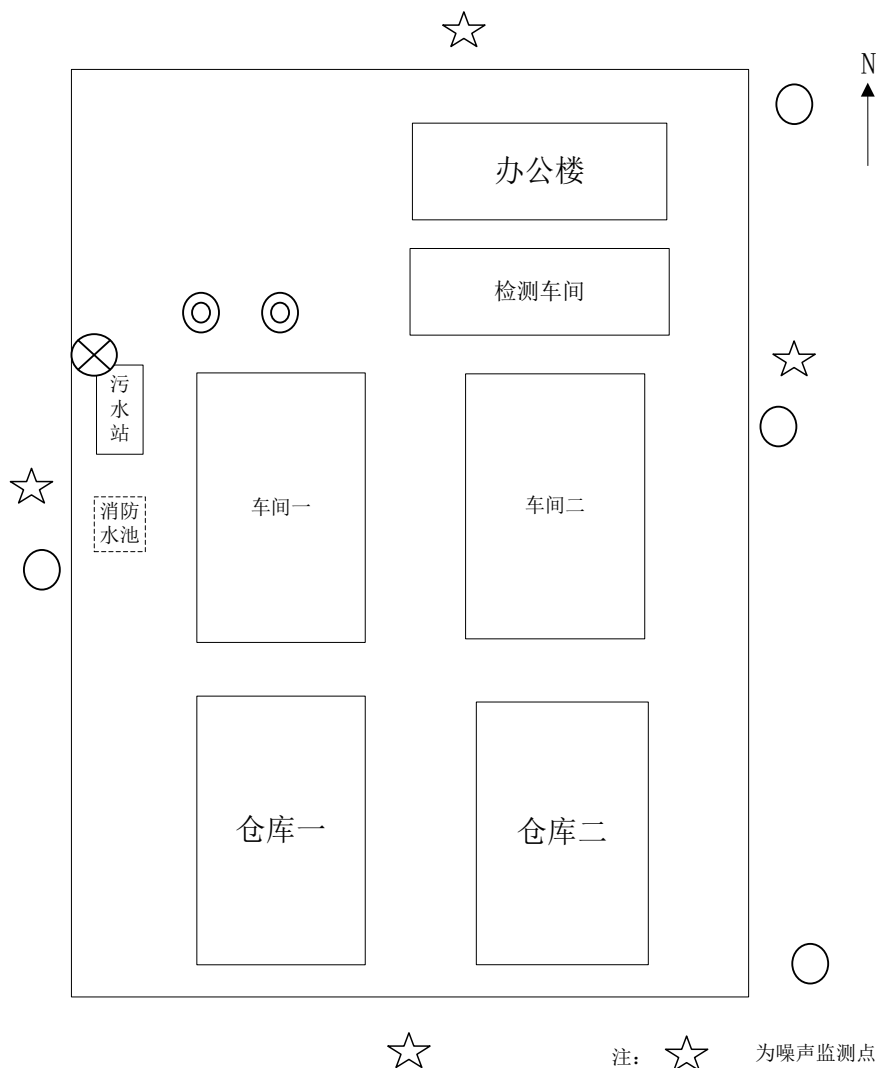 N
办公楼
检测车间
污
水
站
车间一
车间二
消防
水池
仓库一
仓库二
注：
为噪声监测点